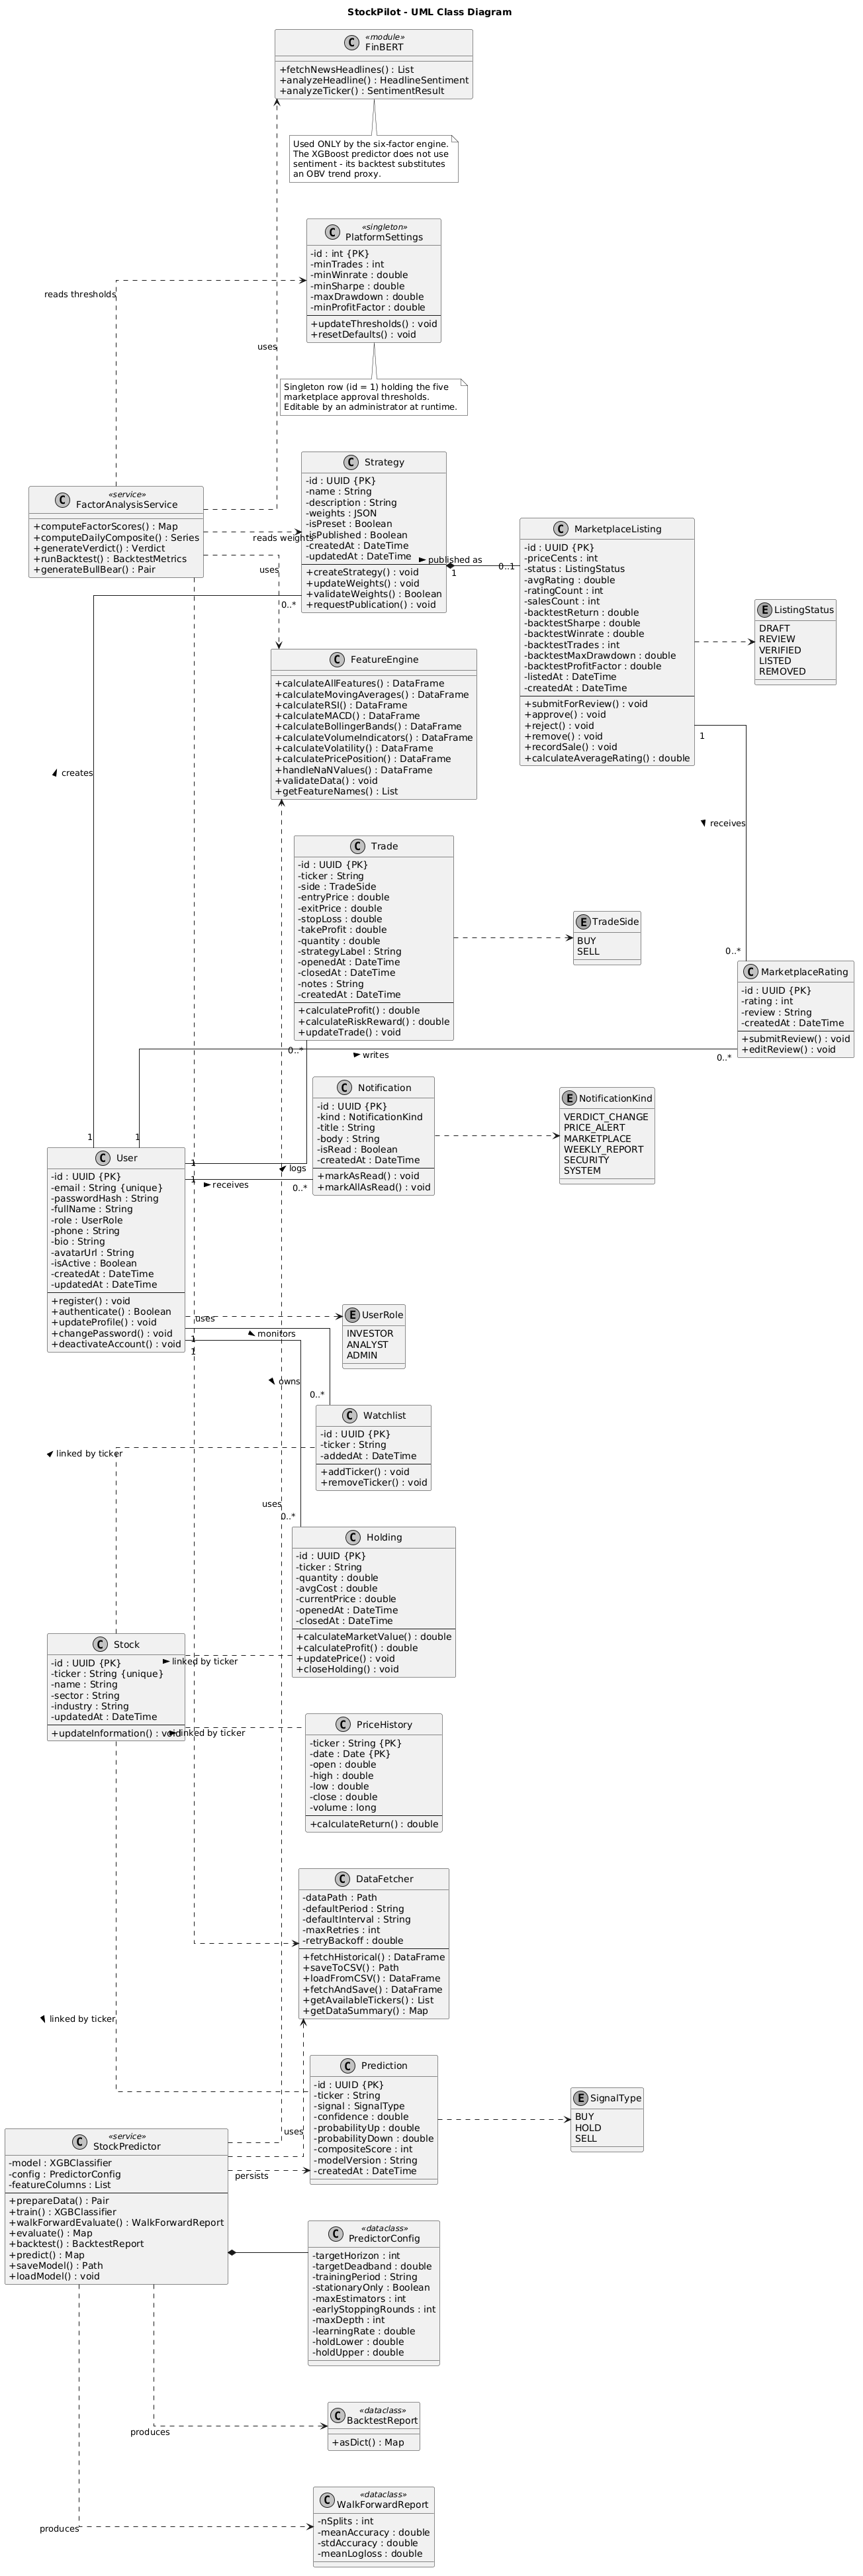 StockPilot - UML Class Diagram
C
«module»
FinBERT
+fetchNewsHeadlines() : List
+analyzeHeadline() : HeadlineSentiment
+analyzeTicker() : SentimentResult
Used ONLY by the six-factor engine.
The XGBoost predictor does not use
sentiment - its backtest substitutes
an OBV trend proxy.
C
«singleton»
PlatformSettings
-id : int {PK}
-minTrades : int
-minWinrate : double
-minSharpe : double
-maxDrawdown : double
-minProfitFactor : double
+updateThresholds() : void
+resetDefaults() : void
reads thresholds
uses
Singleton row (id = 1) holding the five
marketplace approval thresholds.
Editable by an administrator at runtime.
C
Strategy
-id : UUID {PK}
-name : String
-description : String
-weights : JSON
-isPreset : Boolean
-isPublished : Boolean
-createdAt : DateTime
-updatedAt : DateTime
+createStrategy() : void
+updateWeights() : void
+validateWeights() : Boolean
+requestPublication() : void
C
«service»
FactorAnalysisService
+computeFactorScores() : Map
+computeDailyComposite() : Series
+generateVerdict() : Verdict
+runBacktest() : BacktestMetrics
+generateBullBear() : Pair
reads weights
uses
0..*
published as
1
0..1
C
MarketplaceListing
-id : UUID {PK}
-priceCents : int
-status : ListingStatus
-avgRating : double
-ratingCount : int
-salesCount : int
-backtestReturn : double
-backtestSharpe : double
-backtestWinrate : double
-backtestTrades : int
-backtestMaxDrawdown : double
-backtestProfitFactor : double
-listedAt : DateTime
-createdAt : DateTime
+submitForReview() : void
+approve() : void
+reject() : void
+remove() : void
+recordSale() : void
+calculateAverageRating() : double
E
ListingStatus
DRAFT
REVIEW
VERIFIED
LISTED
REMOVED
C
FeatureEngine
+calculateAllFeatures() : DataFrame
+calculateMovingAverages() : DataFrame
+calculateRSI() : DataFrame
+calculateMACD() : DataFrame
+calculateBollingerBands() : DataFrame
+calculateVolumeIndicators() : DataFrame
+calculateVolatility() : DataFrame
+calculatePricePosition() : DataFrame
+handleNaNValues() : DataFrame
+validateData() : void
+getFeatureNames() : List
creates
1
receives
0..*
C
Trade
-id : UUID {PK}
-ticker : String
-side : TradeSide
-entryPrice : double
-exitPrice : double
-stopLoss : double
-takeProfit : double
-quantity : double
-strategyLabel : String
-openedAt : DateTime
-closedAt : DateTime
-notes : String
-createdAt : DateTime
+calculateProfit() : double
+calculateRiskReward() : double
+updateTrade() : void
E
TradeSide
BUY
SELL
C
MarketplaceRating
-id : UUID {PK}
-rating : int
-review : String
-createdAt : DateTime
+submitReview() : void
+editReview() : void
0..*
writes
0..*
C
Notification
-id : UUID {PK}
-kind : NotificationKind
-title : String
-body : String
-isRead : Boolean
-createdAt : DateTime
+markAsRead() : void
+markAllAsRead() : void
E
NotificationKind
VERDICT_CHANGE
PRICE_ALERT
MARKETPLACE
WEEKLY_REPORT
SECURITY
SYSTEM
1
1
C
User
-id : UUID {PK}
-email : String {unique}
-passwordHash : String
-fullName : String
-role : UserRole
-phone : String
-bio : String
-avatarUrl : String
-isActive : Boolean
-createdAt : DateTime
-updatedAt : DateTime
+register() : void
+authenticate() : Boolean
+updateProfile() : void
+changePassword() : void
+deactivateAccount() : void
1
logs
1
receives
0..*
uses
E
UserRole
INVESTOR
ANALYST
ADMIN
monitors
1
1
owns
0..*
C
Watchlist
-id : UUID {PK}
-ticker : String
-addedAt : DateTime
+addTicker() : void
+removeTicker() : void
linked by ticker
uses
0..*
C
Holding
-id : UUID {PK}
-ticker : String
-quantity : double
-avgCost : double
-currentPrice : double
-openedAt : DateTime
-closedAt : DateTime
+calculateMarketValue() : double
+calculateProfit() : double
+updatePrice() : void
+closeHolding() : void
C
Stock
-id : UUID {PK}
-ticker : String {unique}
-name : String
-sector : String
-industry : String
-updatedAt : DateTime
+updateInformation() : void
linked by ticker
linked by ticker
C
PriceHistory
-ticker : String {PK}
-date : Date {PK}
-open : double
-high : double
-low : double
-close : double
-volume : long
+calculateReturn() : double
C
DataFetcher
-dataPath : Path
-defaultPeriod : String
-defaultInterval : String
-maxRetries : int
-retryBackoff : double
+fetchHistorical() : DataFrame
+saveToCSV() : Path
+loadFromCSV() : DataFrame
+fetchAndSave() : DataFrame
+getAvailableTickers() : List
+getDataSummary() : Map
linked by ticker
C
Prediction
-id : UUID {PK}
-ticker : String
-signal : SignalType
-confidence : double
-probabilityUp : double
-probabilityDown : double
-compositeScore : int
-modelVersion : String
-createdAt : DateTime
E
SignalType
BUY
HOLD
SELL
uses
persists
C
«service»
StockPredictor
-model : XGBClassifier
-config : PredictorConfig
-featureColumns : List
+prepareData() : Pair
+train() : XGBClassifier
+walkForwardEvaluate() : WalkForwardReport
+evaluate() : Map
+backtest() : BacktestReport
+predict() : Map
+saveModel() : Path
+loadModel() : void
C
«dataclass»
PredictorConfig
-targetHorizon : int
-targetDeadband : double
-trainingPeriod : String
-stationaryOnly : Boolean
-maxEstimators : int
-earlyStoppingRounds : int
-maxDepth : int
-learningRate : double
-holdLower : double
-holdUpper : double
C
«dataclass»
BacktestReport
+asDict() : Map
produces
C
«dataclass»
WalkForwardReport
-nSplits : int
-meanAccuracy : double
-stdAccuracy : double
-meanLogloss : double
produces